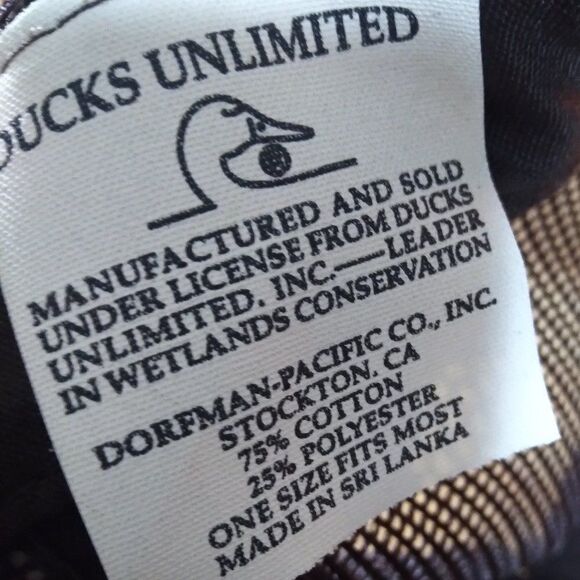 DUCKS UNLIMITED
MANUFACTURED AND SOLD
UNDER LICENSE FROM DUCKS
UNLIMITED, INC.—LEADER
IN WETLANDS CONSERVATION
DORFMAN-PACIFIC CO., INC.
STOCKTON, CA
75% COTTON
25% POLYESTER
ONE SIZE FITS MOST
MADE IN SRI LANKA